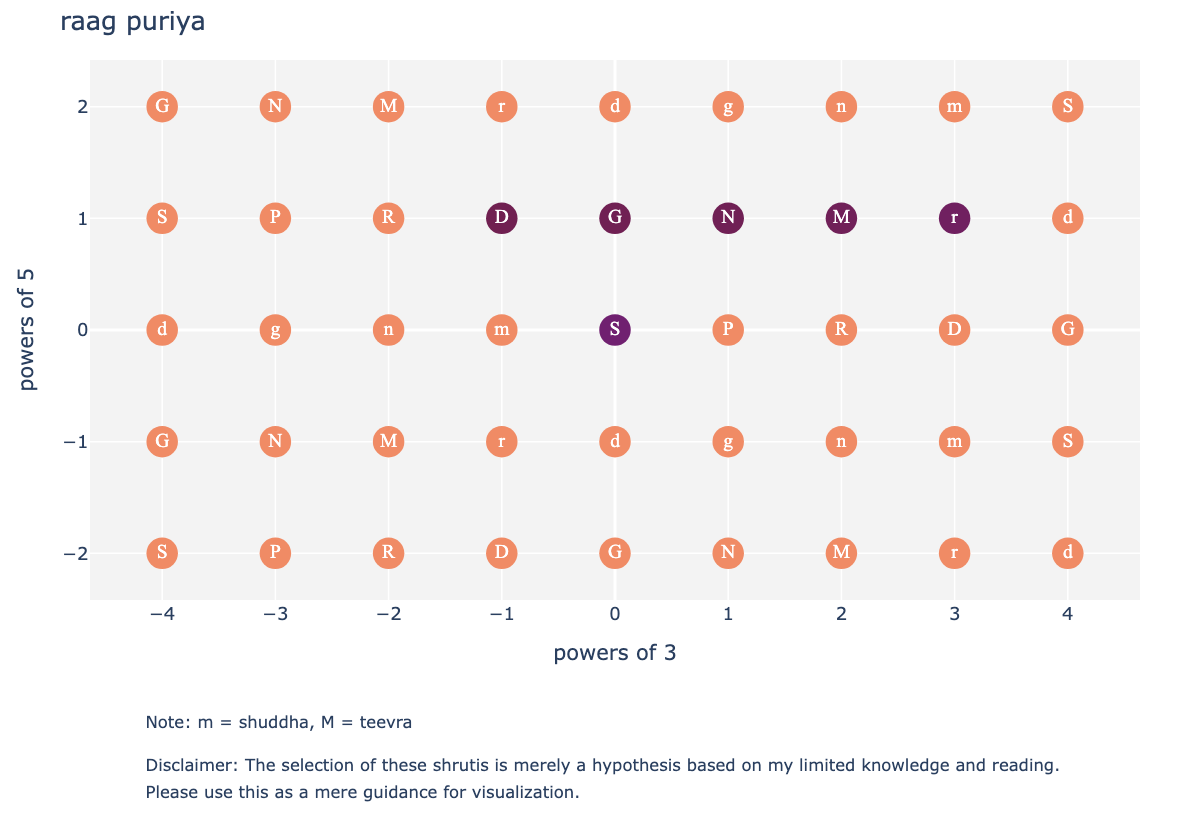 raag puriya
2 G N M r d g n m S
1 S P R D G N M r d
0 d g n m S P R D G
−1 G N M r d g n m S
−2 S P R D G N M r d
powers of 5
−4 −3 −2 −1 0 1 2 3 4
powers of 3
Note: m = shuddha, M = teevra
Disclaimer: The selection of these shrutis is merely a hypothesis based on my limited knowledge and reading.
Please use this as a mere guidance for visualization.